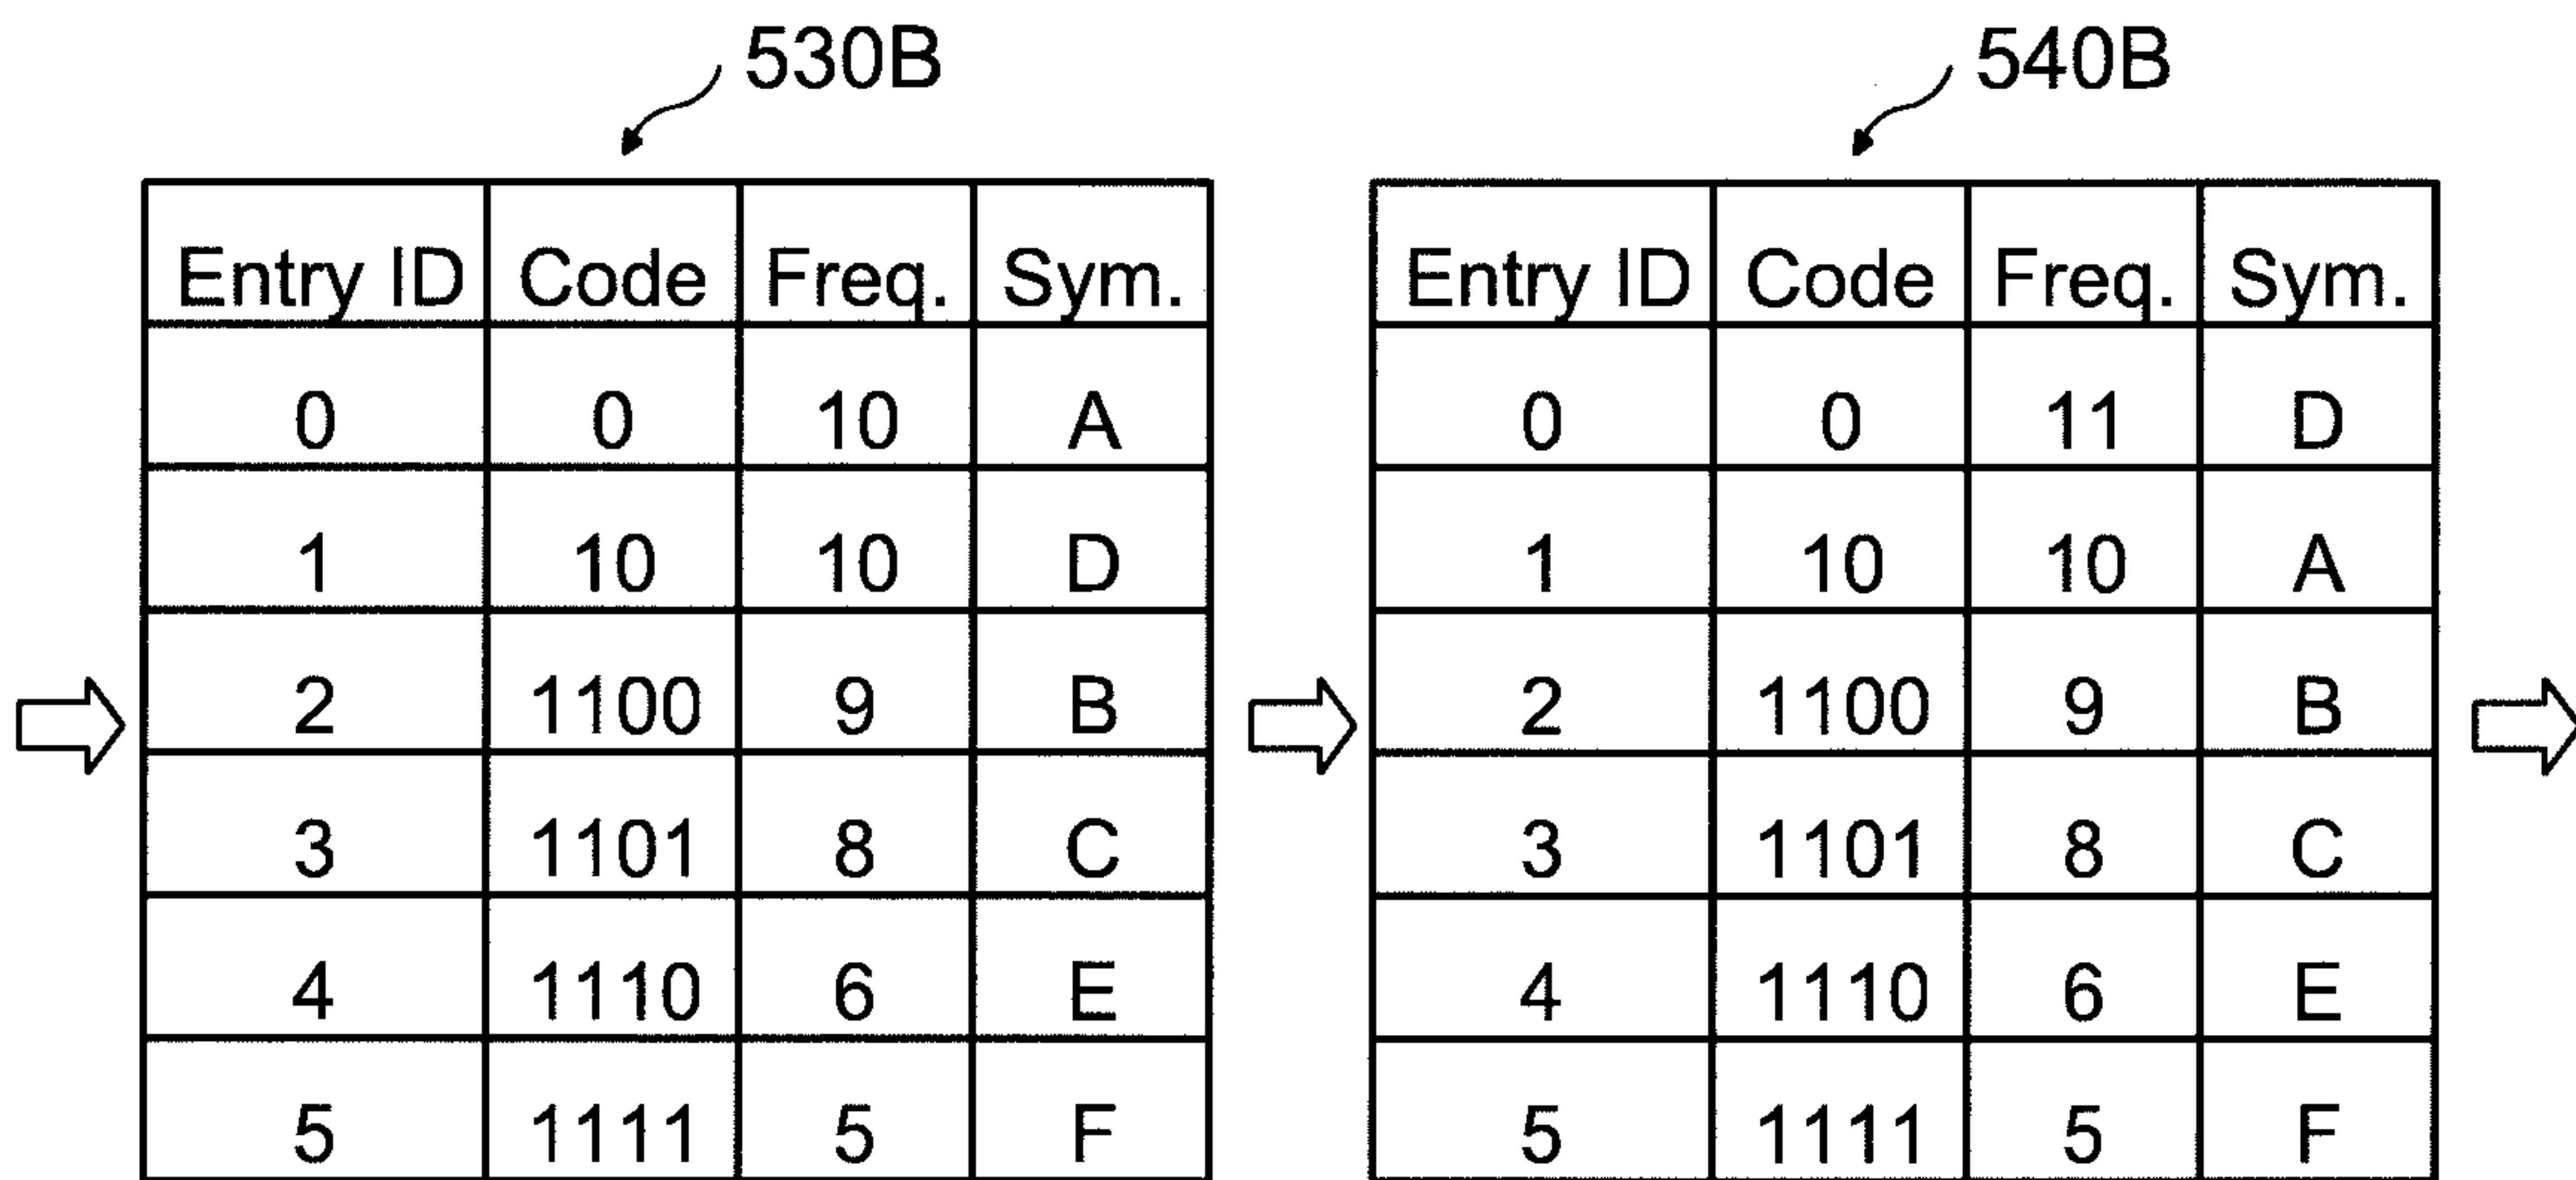 530B
Entry ID Code Freq. Sym.
0 0 10 A
1 10 10 D
2 1100 9 B
3 1101 8 C
4 1110 6 E
5 1111 5 F
540B
Entry ID Code Freq. Sym.
0 0 11 D
1 10 10 A
2 1100 9 B
3 1101 8 C
4 1110 6 E
5 1111 5 F